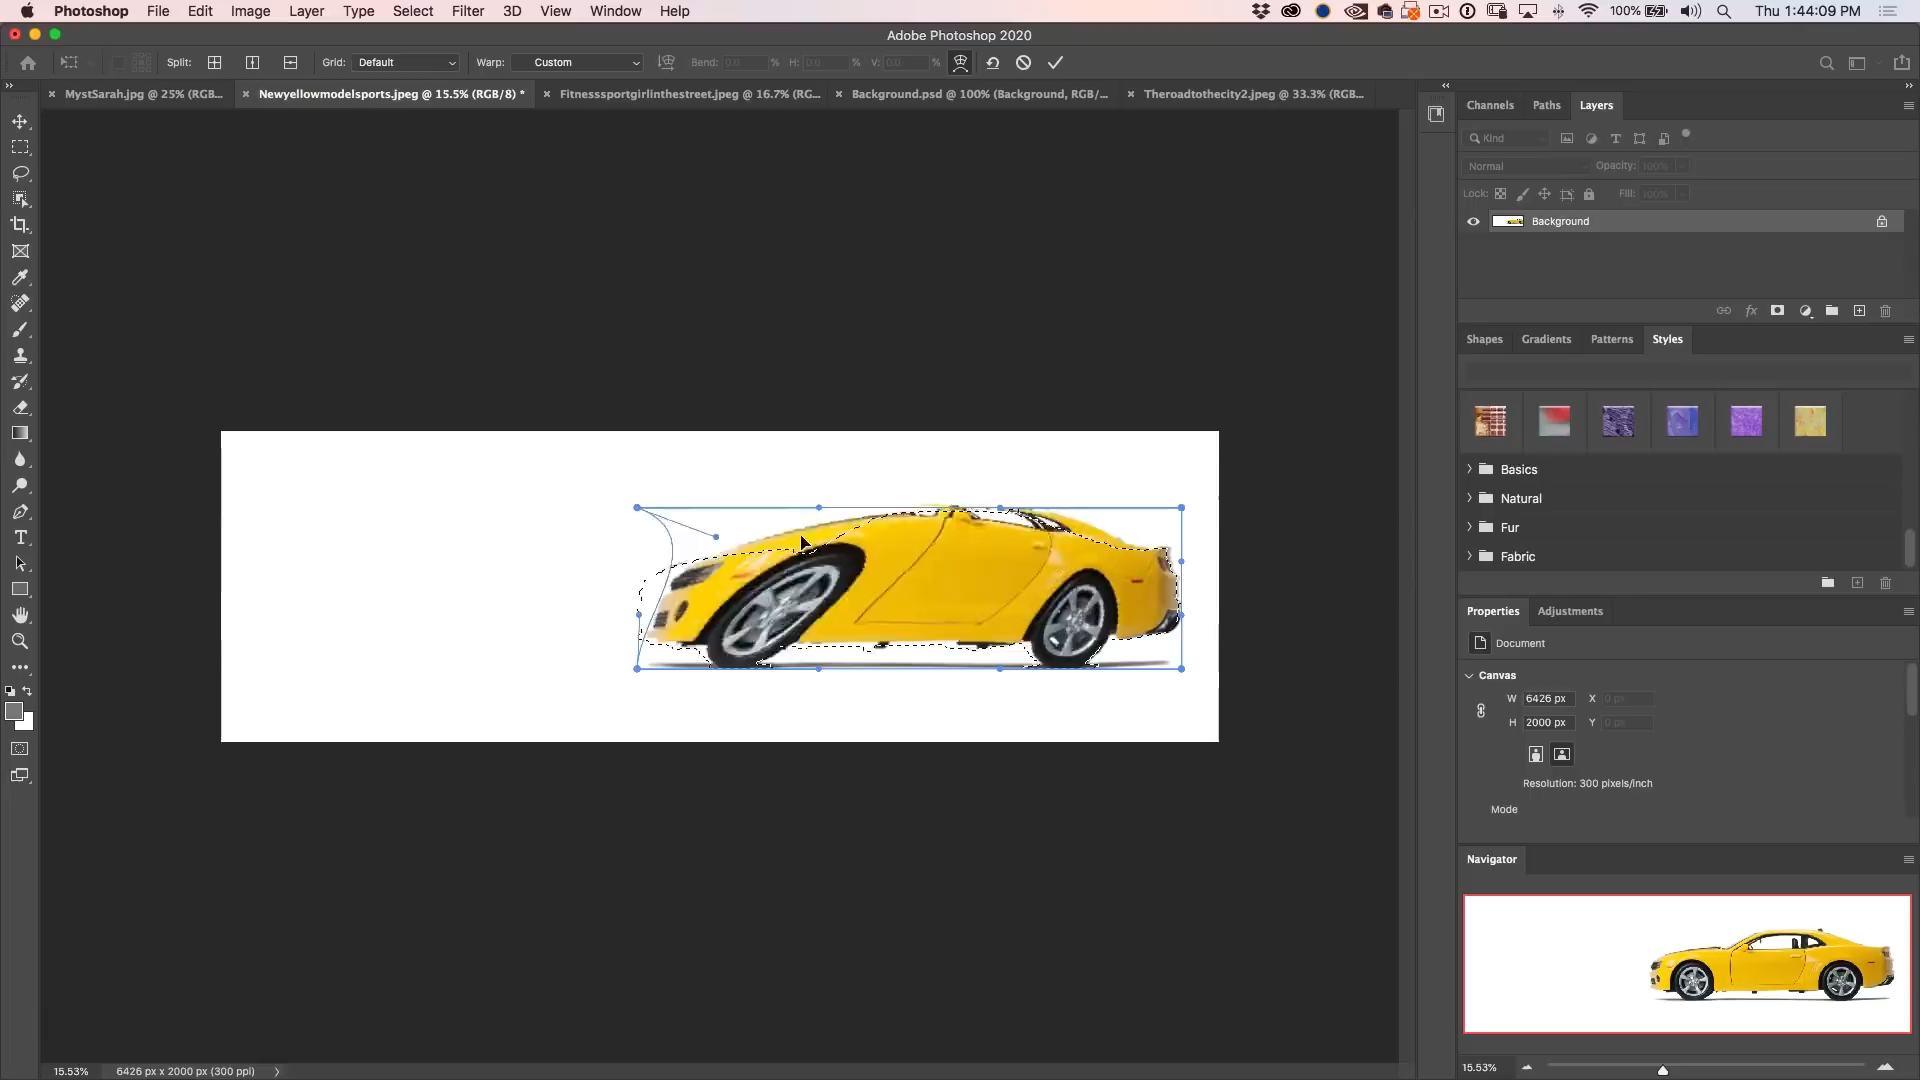 Photoshop File Edit Image Layer Type Select Filter 3D View Window Help 100% Thu 1:44:09 PM
Adobe Photoshop 2020
Split: Grid: Default Warp: Custom Bend: 0.0 % H: 0.0 % V: 0.0 %
MystSarah.jpg @ 25% (RGB... Newyellowmodelsports.jpeg @ 15.5% (RGB/8) * Fitnesssportgirlinthestreet.jpeg @ 16.7% (RG... Background.psd @ 100% (Background, RGB/... Theroadtothecity2.jpeg @ 33.3% (RGB...
Channels Paths Layers
Kind
Normal Opacity: 100%
Lock: Fill: 100%
Background
fx
Shapes Gradients Patterns Styles
Basics
Natural
Fur
Fabric
Properties Adjustments
Document
Canvas
W 6426 px X 0 px
H 2000 px Y 0 px
Resolution: 300 pixels/inch
Mode
Navigator
15.53% 6426 px x 2000 px (300 ppi) 15.53%